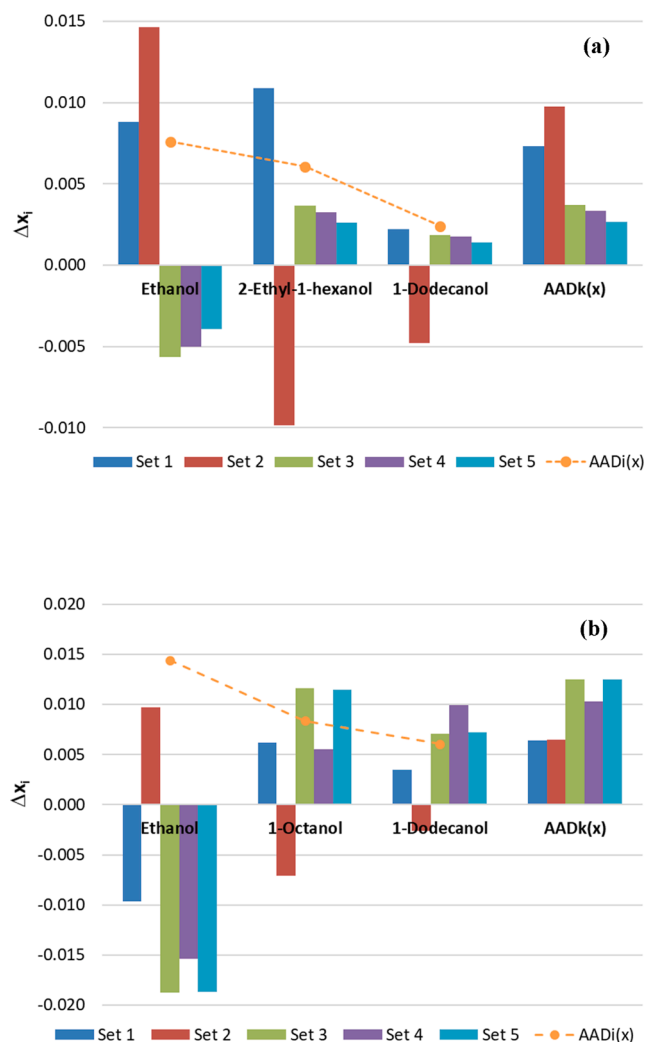 0.015
(a)
0.010
0.005
Δxi
0.000
Ethanol 2-Ethyl-1-hexanol 1-Dodecanol AADk(x)
-0.005
-0.010
Set 1 Set 2 Set 3 Set 4 Set 5 AADi(x)
0.020
(b)
0.015
0.010
0.005
Δxi
0.000
Ethanol 1-Octanol 1-Dodecanol AADk(x)
-0.005
-0.010
-0.015
-0.020
Set 1 Set 2 Set 3 Set 4 Set 5 AADi(x)